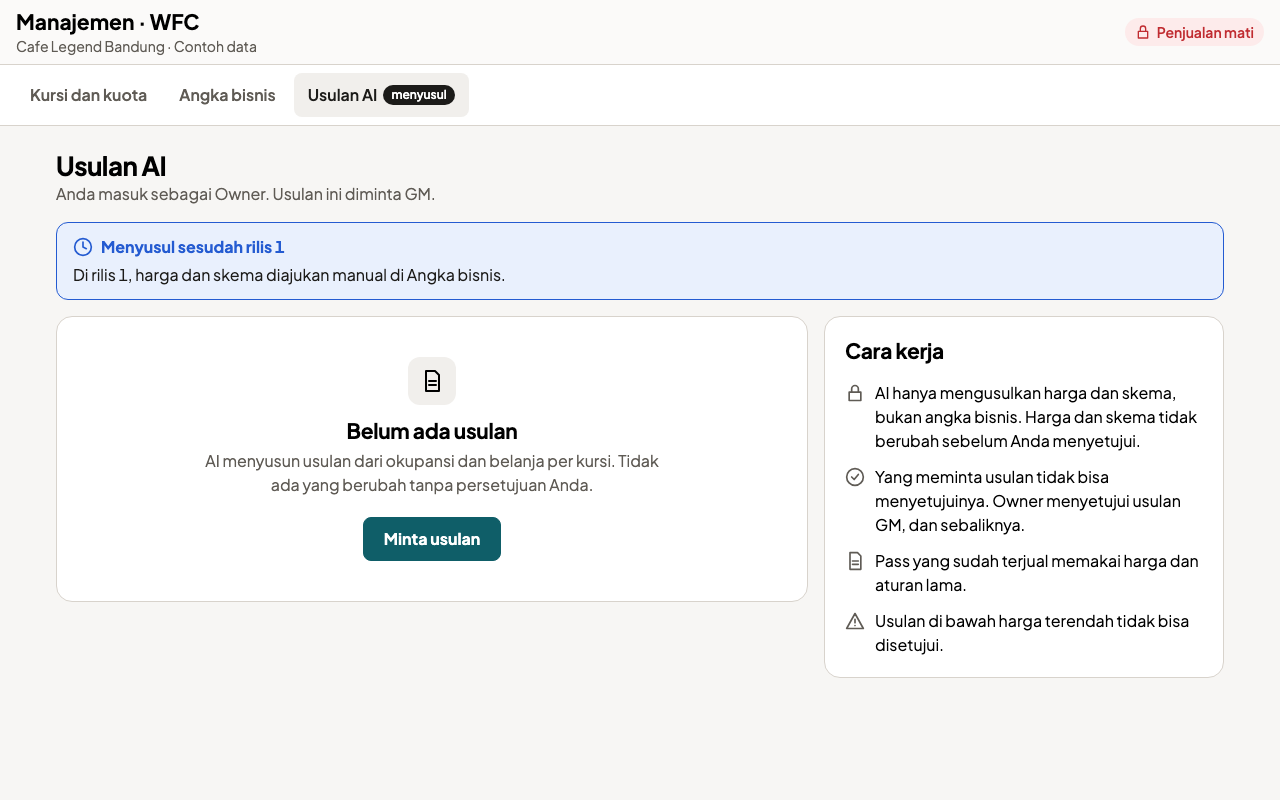 Manajemen · WFC
Cafe Legend Bandung · Contoh data
Penjualan mati
Kursi dan kuota
Angka bisnis
Usulan AI
menyusul
Usulan AI
Anda masuk sebagai Owner. Usulan ini diminta GM.
Menyusul sesudah rilis 1
Di rilis 1, harga dan skema diajukan manual di Angka bisnis.
Belum ada usulan
AI menyusun usulan dari okupansi dan belanja per kursi. Tidak
ada yang berubah tanpa persetujuan Anda.
Minta usulan
Cara kerja
AI hanya mengusulkan harga dan skema,
bukan angka bisnis. Harga dan skema tidak
berubah sebelum Anda menyetujui.
Yang meminta usulan tidak bisa
menyetujuinya. Owner menyetujui usulan
GM, dan sebaliknya.
Pass yang sudah terjual memakai harga dan
aturan lama.
Usulan di bawah harga terendah tidak bisa
disetujui.